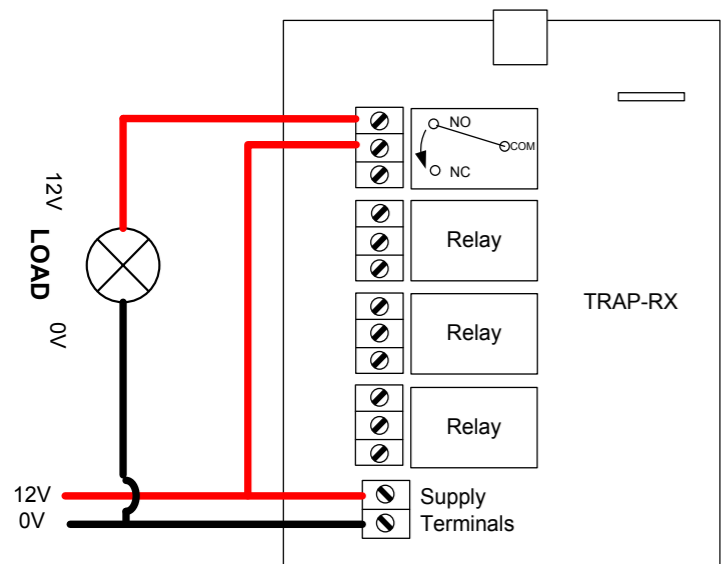 NO
COM
NC
12V
LOAD
0V
Relay
Relay
Relay
TRAP-RX
12V
0V
Supply
Terminals